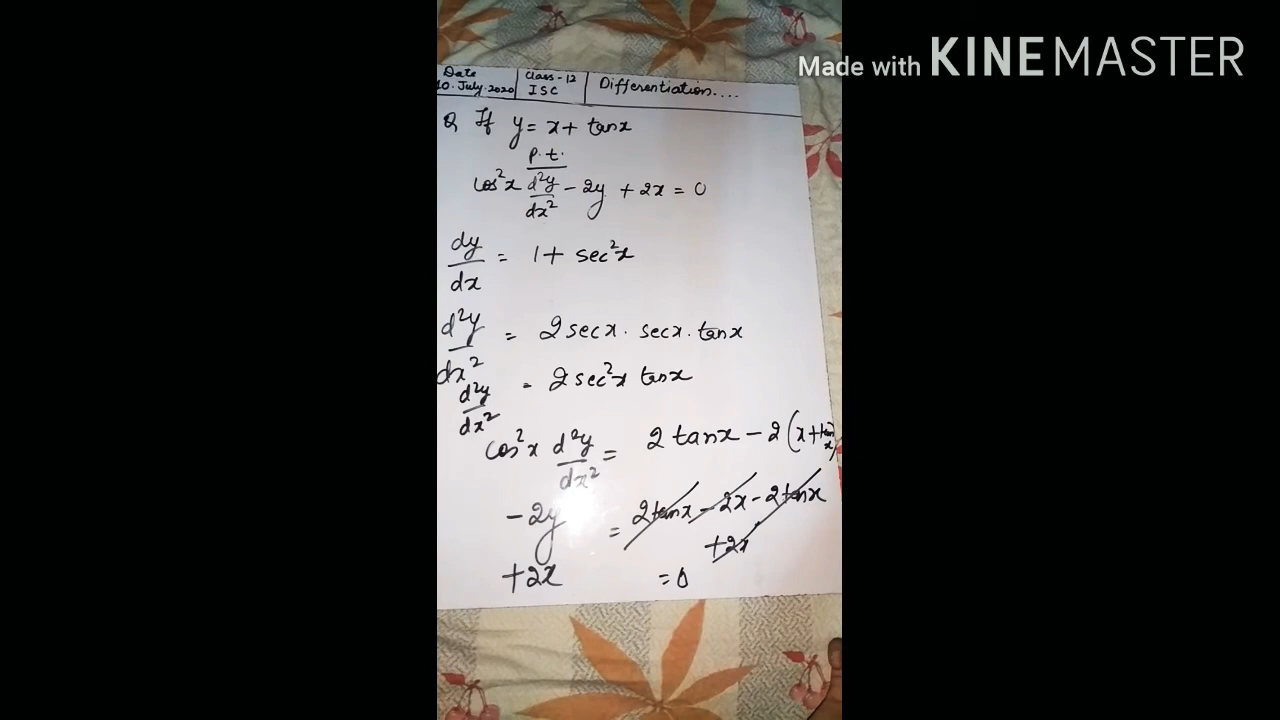 Made with KINEMASTER
Date Class-12 Differentiation....
10.July.2020 ISC
Q If y = x + tanx
p.t.
cos²x d²y/dx² - 2y + 2x = 0
dy/dx = 1 + sec²x
d²y/dx² = 2 secx . secx . tanx
d²y/dx² = 2 sec²x tanx
cos²x d²y/dx² = 2 tanx - 2 (x + tanx)
- 2y = 2tanx - 2x - 2tanx
+ 2x
+ 2x = 0